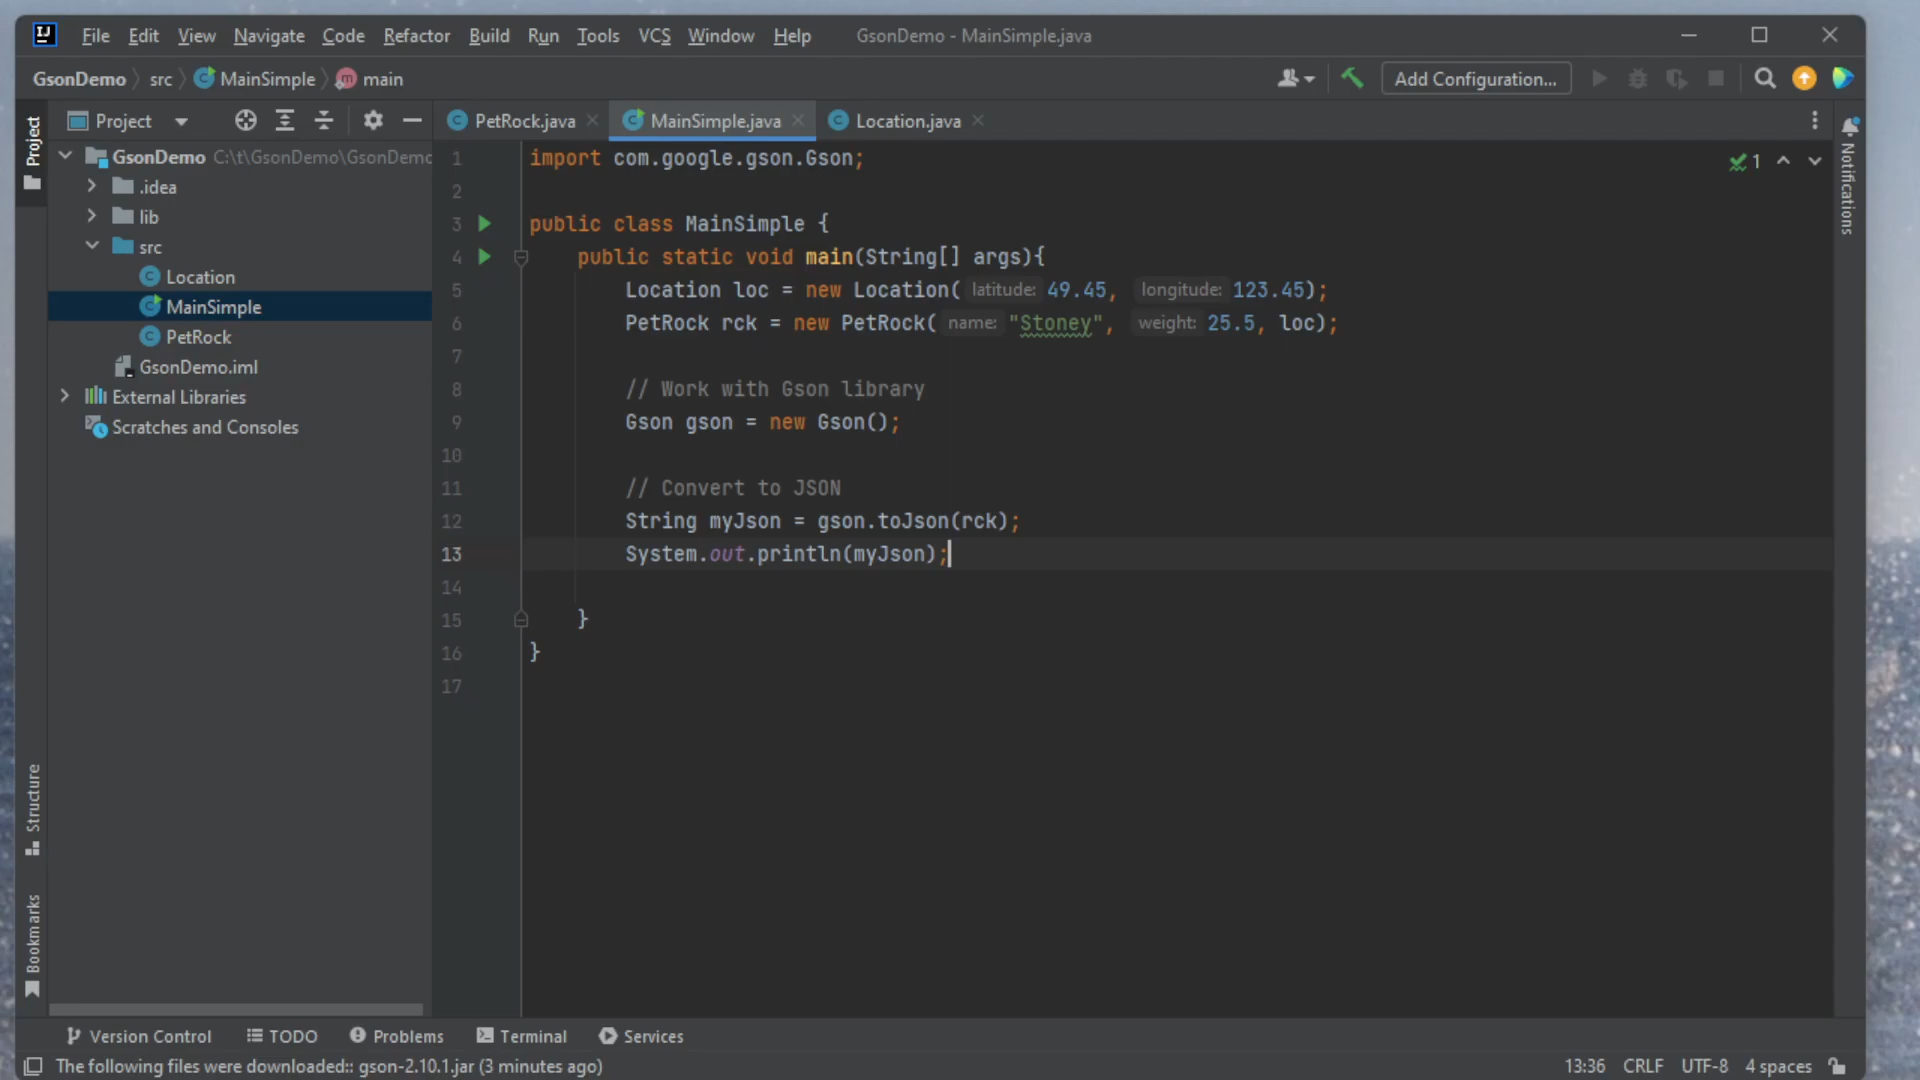 IJ File Edit View Navigate Code Refactor Build Run Tools VCS Window Help GsonDemo - MainSimple.java
GsonDemo src MainSimple m main Add Configuration...
Project
Project
PetRock.java MainSimple.java Location.java
GsonDemo C:\t\GsonDemo\GsonDemo
.idea
lib
src
Location
MainSimple
PetRock
GsonDemo.iml
External Libraries
Scratches and Consoles
1 import com.google.gson.Gson;
2
3 public class MainSimple {
4 public static void main(String[] args){
5 Location loc = new Location( latitude: 49.45, longitude: 123.45);
6 PetRock rck = new PetRock( name: "Stoney", weight: 25.5, loc);
7
8 // Work with Gson library
9 Gson gson = new Gson();
10
11 // Convert to JSON
12 String myJson = gson.toJson(rck);
13 System.out.println(myJson);
14
15 }
16 }
17
1
Notifications
Structure
Bookmarks
Version Control TODO Problems Terminal Services
The following files were downloaded:: gson-2.10.1.jar (3 minutes ago) 13:36 CRLF UTF-8 4 spaces